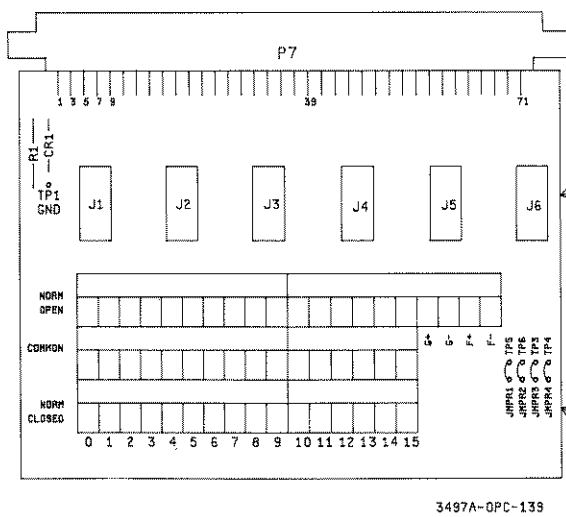 P7
1 3 5 7 9 39 71
R1
CR1
TP1
GND
J1 J2 J3 J4 J5 J6
NORM
OPEN
G+ G- F+ F-
COMMON
TP5 TP6 TP3 TP4
JMPR1 JMPR2 JMPR3 JMPR4
NORM
CLOSED
0 1 2 3 4 5 6 7 8 9 10 11 12 13 14 15
3497A-OPC-139